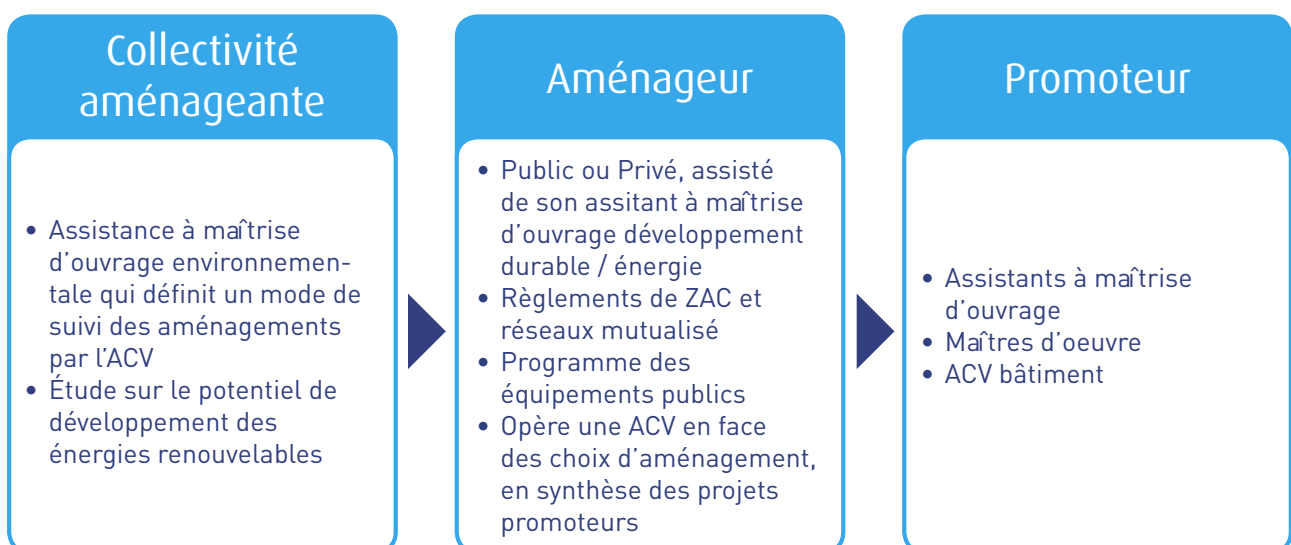 Collectivité
aménageante
• Assistance à maîtrise
d’ouvrage environnemen-
tale qui définit un mode de
suivi des aménagements
par l’ACV
• Étude sur le potentiel de
développement des
énergies renouvelables
Aménageur
• Public ou Privé, assisté
de son assitant à maîtrise
d’ouvrage développement
durable / énergie
• Règlements de ZAC et
réseaux mutualisé
• Programme des
équipements publics
• Opère une ACV en face
des choix d’aménagement,
en synthèse des projets
promoteurs
Promoteur
• Assistants à maîtrise
d’ouvrage
• Maîtres d’oeuvre
• ACV bâtiment